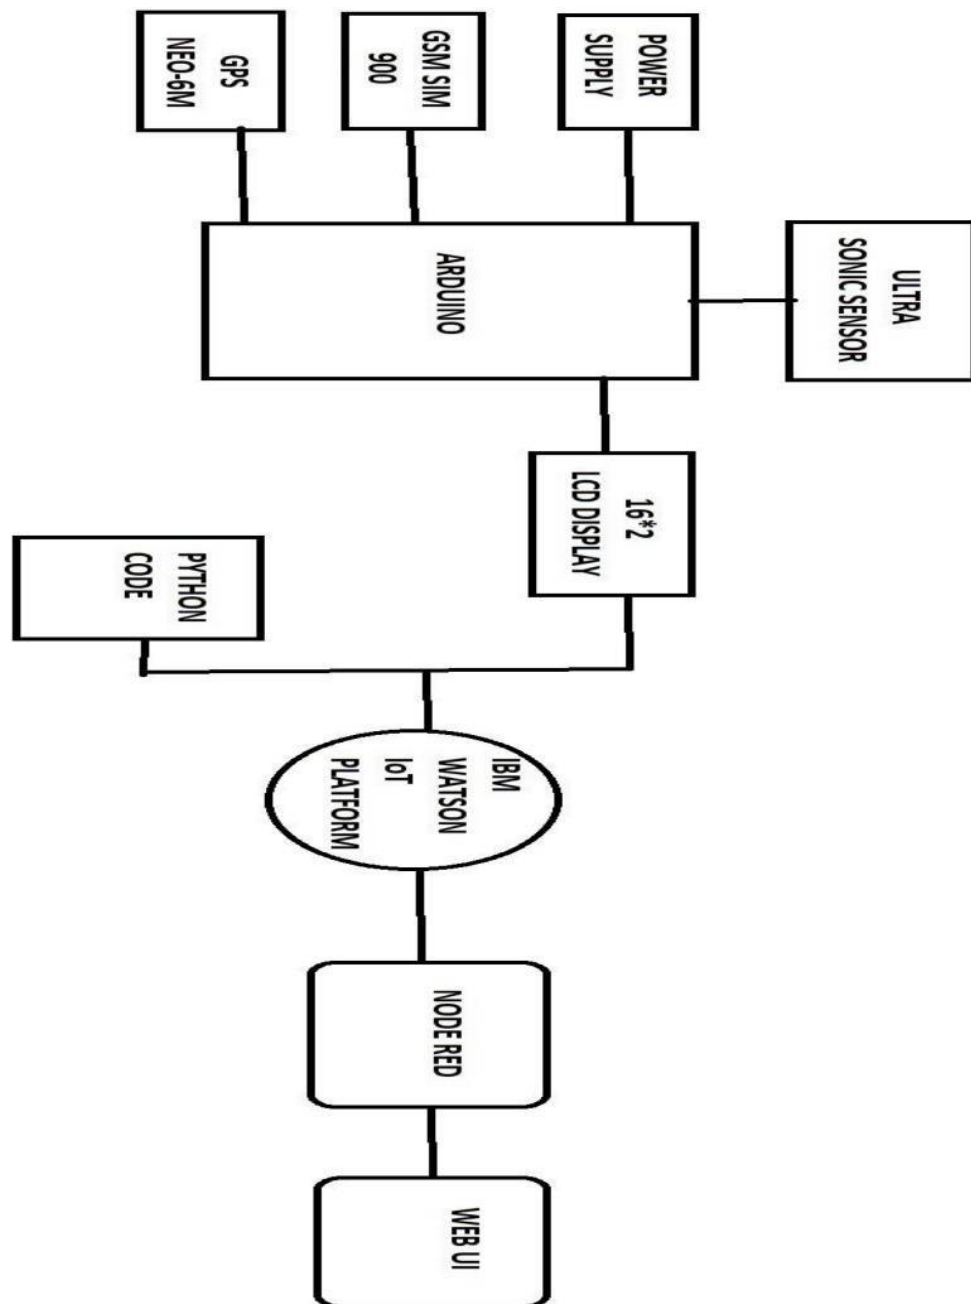 ULTRA
SONIC SENSOR
POWER
SUPPLY
16*2
LCD DISPLAY
GSM SIM
900
ARDUINO
IBM
WATSON
IoT
PLATFORM
NODE RED
WEB UI
GPS
NEO-6M
PYTHON
CODE